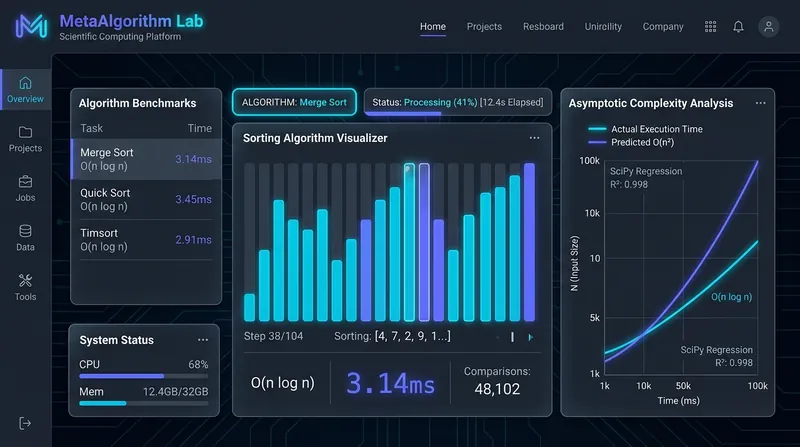 MetaAlgorithm Lab
Scientific Computing Platform
Home
Projects
Resboard
Unireility
Company
Overview
Projects
Jobs
Data
Tools
Algorithm Benchmarks
Task Time
Merge Sort
O(n log n)
3.14ms
Quick Sort
O(n log n)
3.45ms
Timsort
O(n log n)
2.91ms
System Status
CPU 68%
Mem 12.4GB/32GB
ALGORITHM: Merge Sort
Status: Processing (41%) [12.4s Elapsed]
Sorting Algorithm Visualizer
Step 38/104
Sorting: [4, 7, 2, 9, 1...]
O(n log n)
3.14ms
Comparisons:
48,102
Asymptotic Complexity Analysis
Actual Execution Time
Predicted O(n²)
SciPy Regression
R²: 0.998
100k
10k
10
5k
1k
N (Input Size)
O(n log n)
SciPy Regression
R²: 0.998
1k 10k 50k 100k
Time (ms)